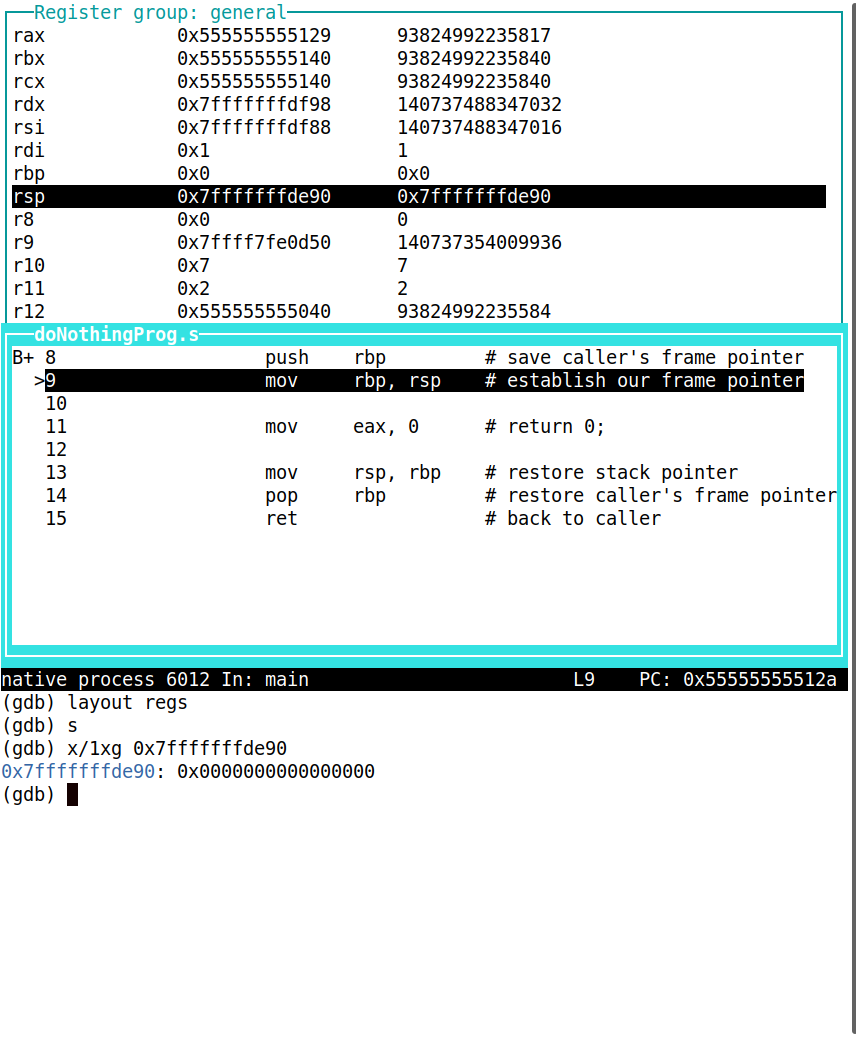 Register group: general
rax 0x555555555129 93824992235817
rbx 0x555555555140 93824992235840
rcx 0x555555555140 93824992235840
rdx 0x7fffffffdf98 140737488347032
rsi 0x7fffffffdf88 140737488347016
rdi 0x1 1
rbp 0x0 0x0
rsp 0x7fffffffde90 0x7fffffffde90
r8 0x0 0
r9 0x7ffff7fe0d50 140737354009936
r10 0x7 7
r11 0x2 2
r12 0x555555555040 93824992235584
doNothingProg.s
B+ 8 push rbp # save caller's frame pointer
>9 mov rbp, rsp # establish our frame pointer
10
11 mov eax, 0 # return 0;
12
13 mov rsp, rbp # restore stack pointer
14 pop rbp # restore caller's frame pointer
15 ret # back to caller
native process 6012 In: main L9 PC: 0x55555555512a
(gdb) layout regs
(gdb) s
(gdb) x/1xg 0x7fffffffde90
0x7fffffffde90: 0x0000000000000000
(gdb)